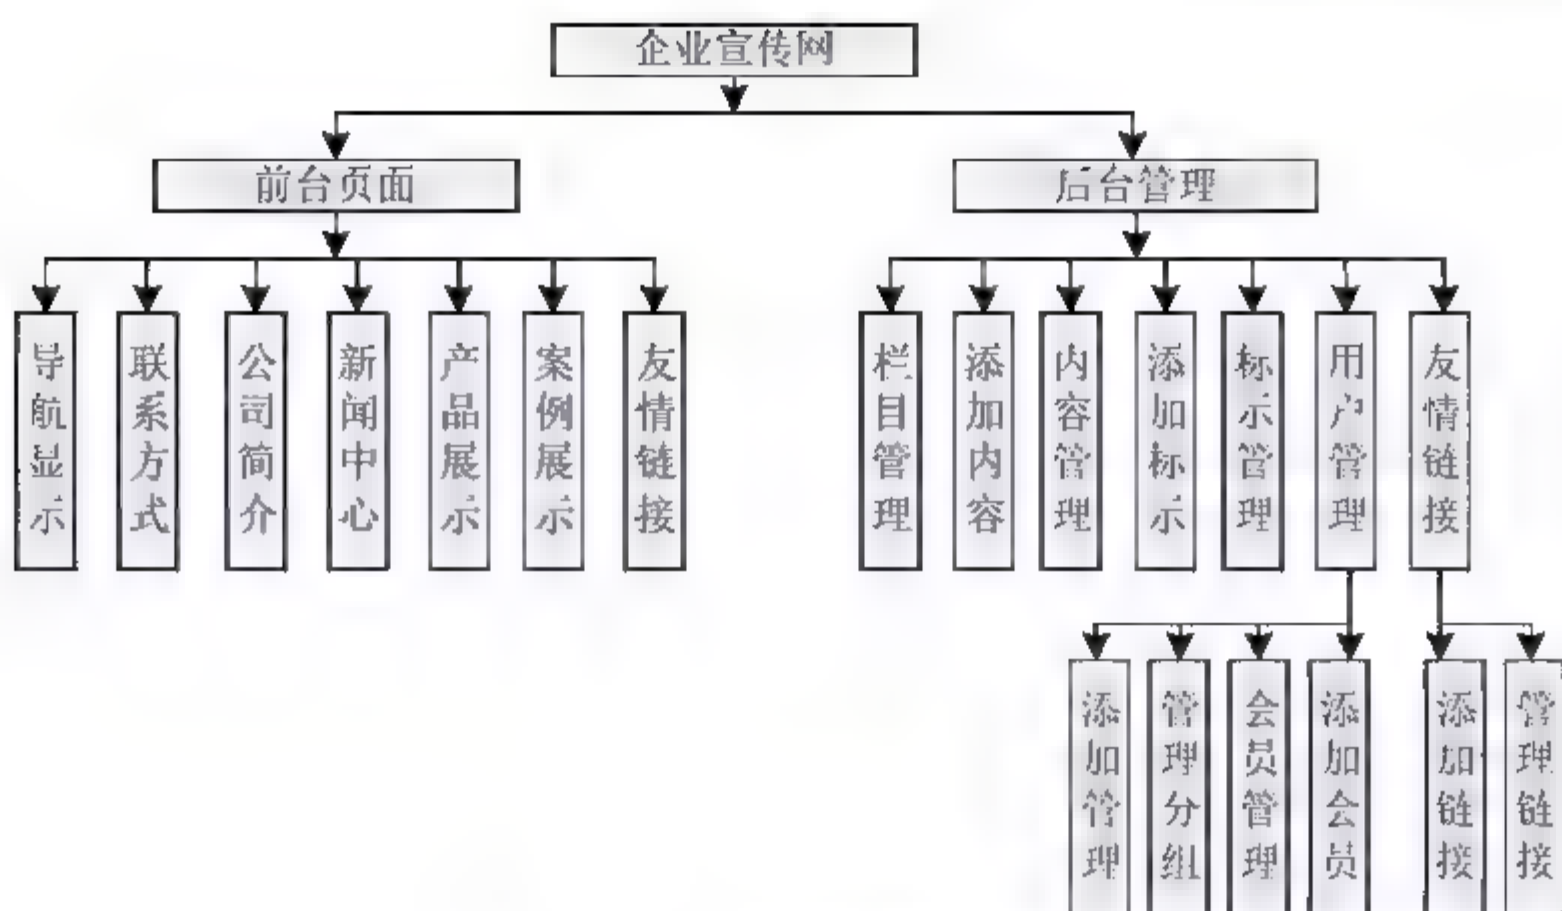 企业宣传网
前台页面
后台管理
导航显示
联系方式
公司简介
新闻中心
产品展示
案例展示
友情链接
栏目管理
添加内容
内容管理
添加标示
标示管理
用户管理
友情链接
添加管理
管理分组
会员管理
添加会员
添加链接
管理链接